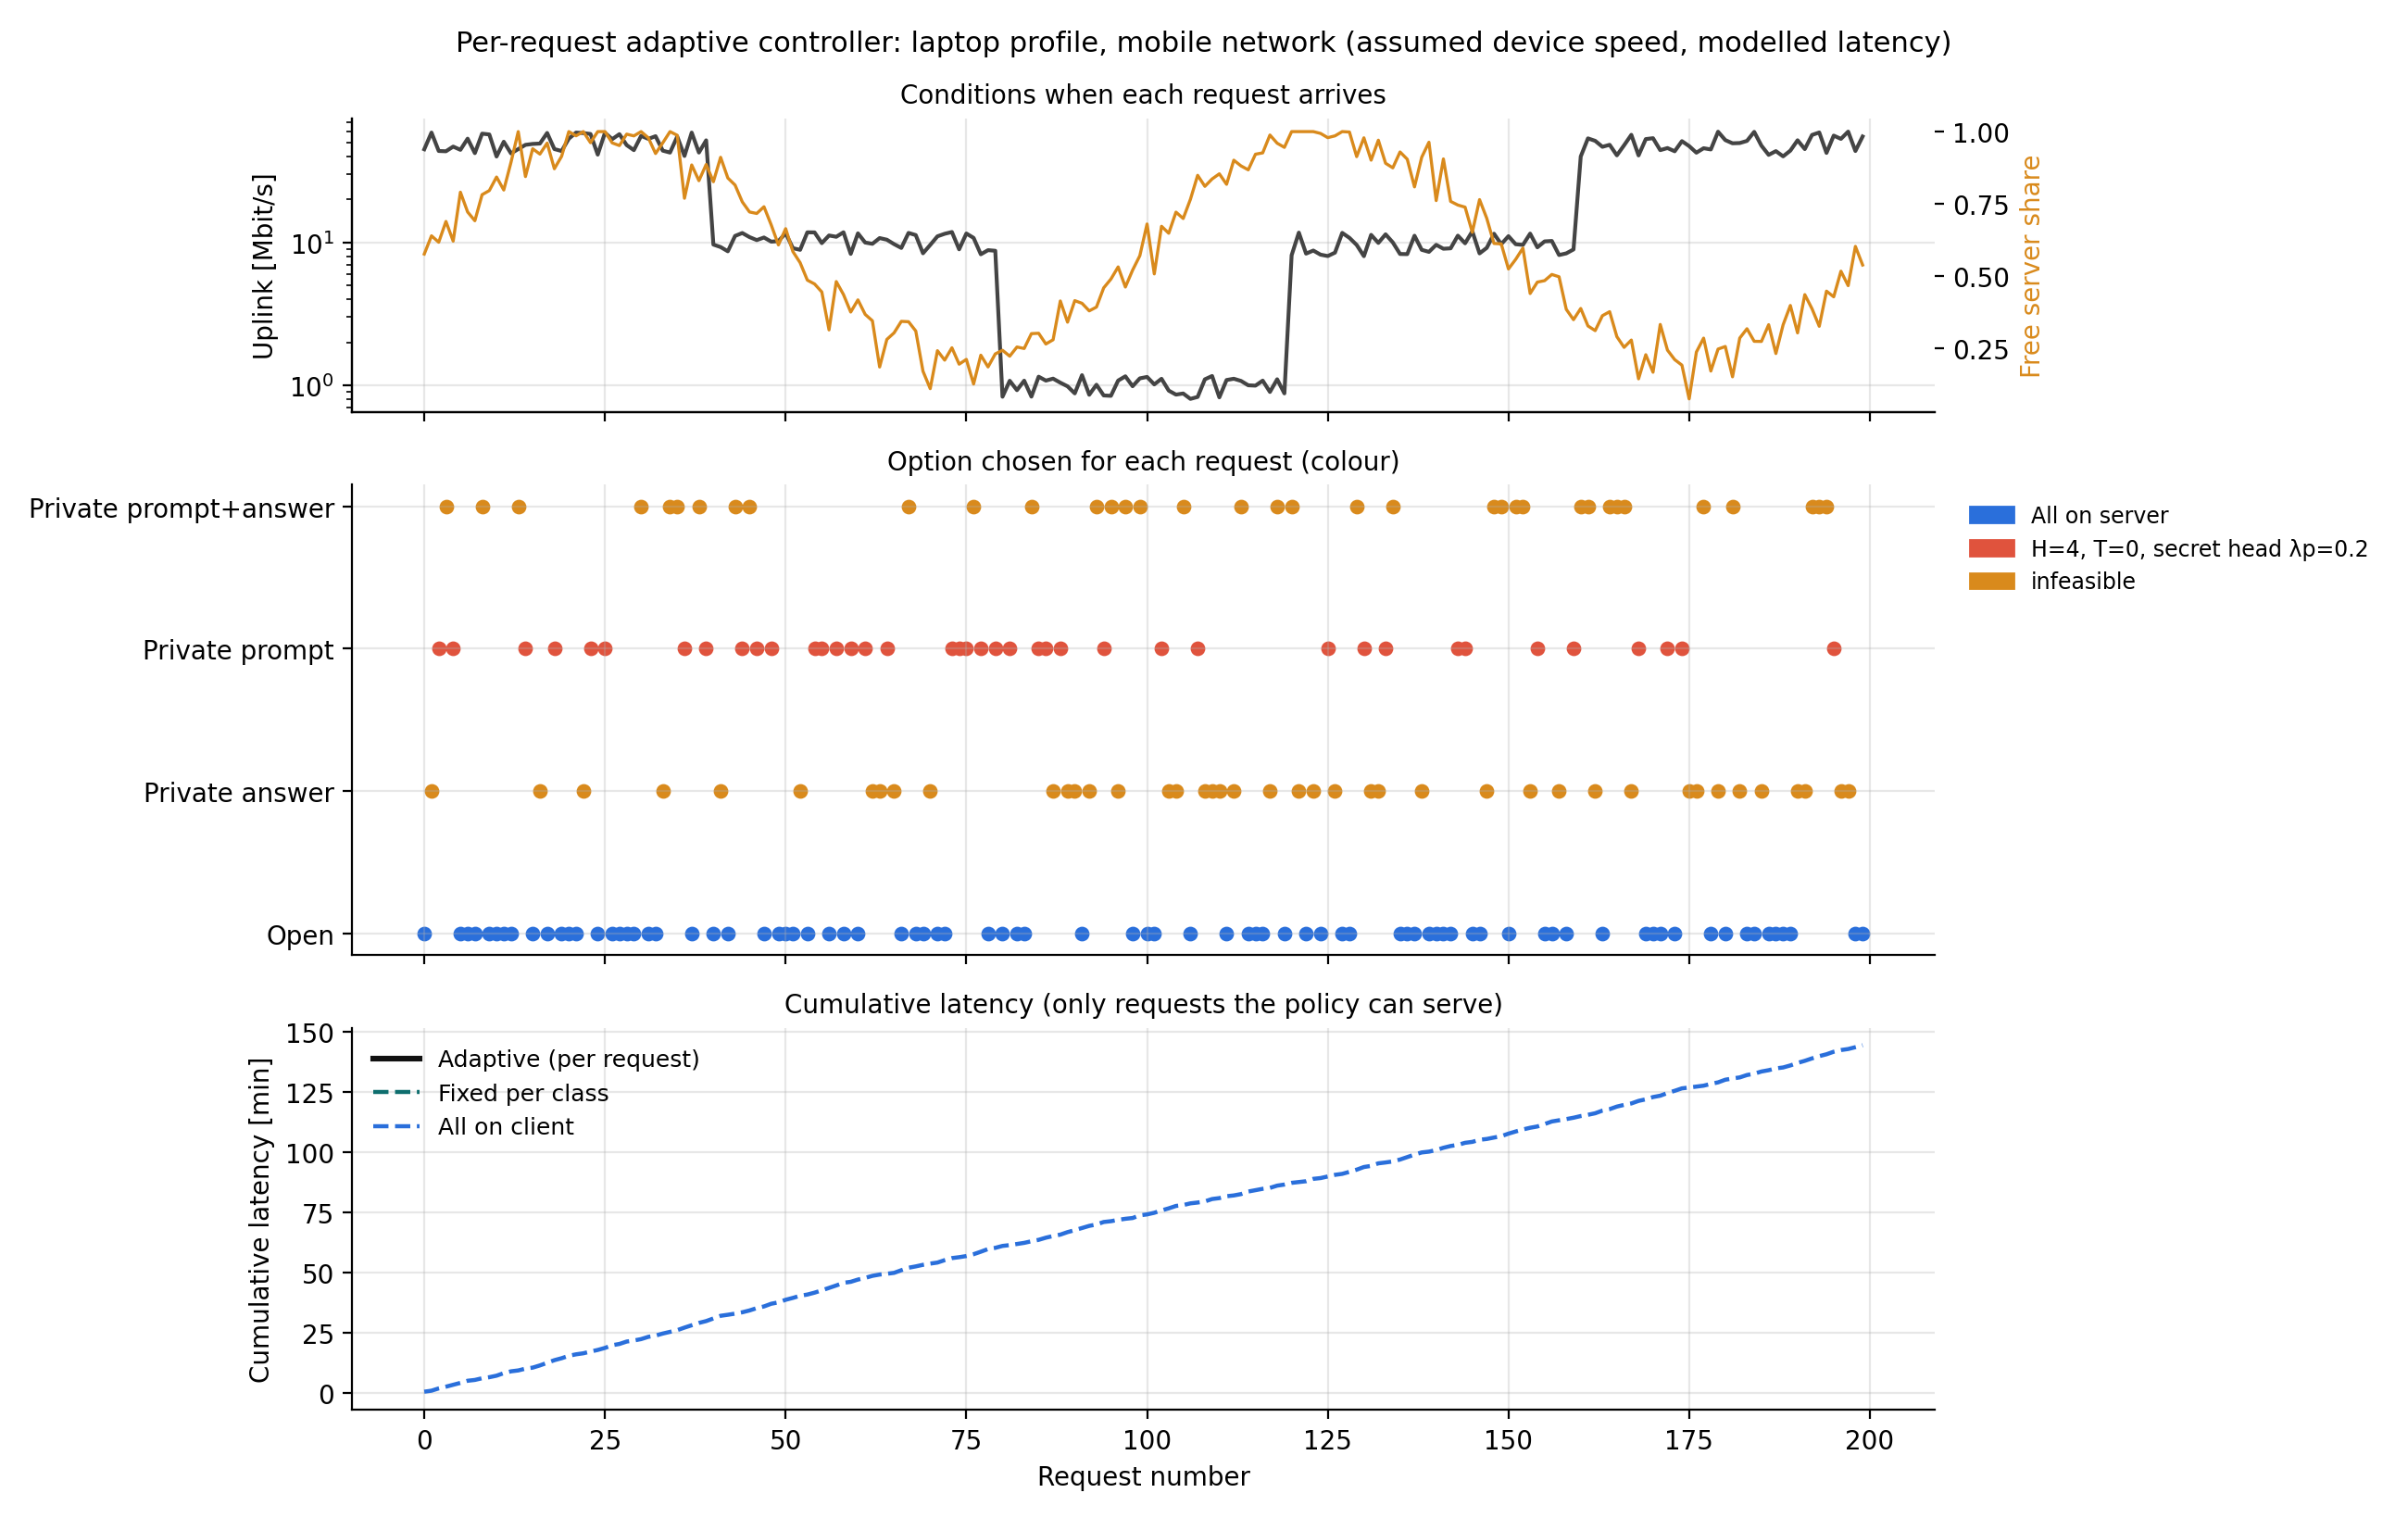 Per-request adaptive controller: laptop profile, mobile network (assumed device speed, modelled latency)
Conditions when each request arrives
Uplink [Mbit/s]
10¹
10⁰
1.00
0.75
0.50
0.25
Free server share
Option chosen for each request (colour)
Private prompt+answer
Private prompt
Private answer
Open
All on server
H=4, T=0, secret head λp=0.2
infeasible
Cumulative latency (only requests the policy can serve)
Cumulative latency [min]
150
125
100
75
50
25
0
Adaptive (per request)
Fixed per class
All on client
0 25 50 75 100 125 150 175 200
Request number